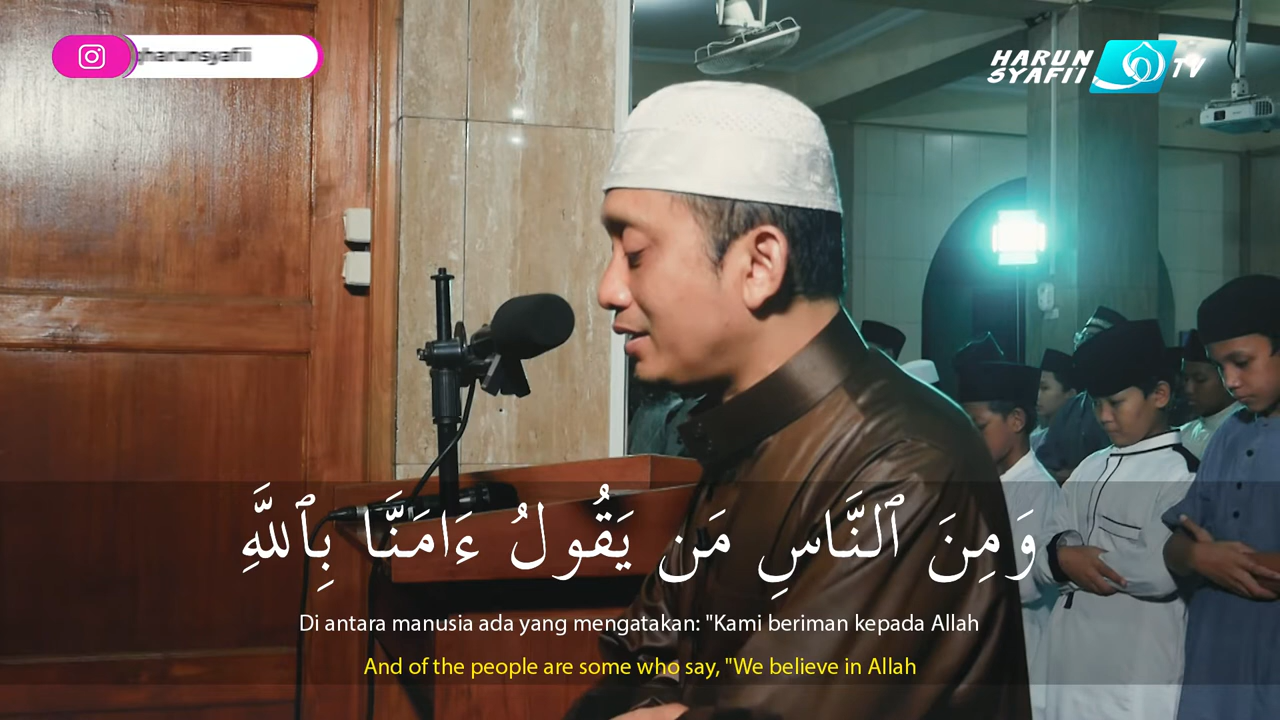 HARUN
SYAFII TV
وَمِنَ ٱلنَّاسِ مَن يَقُولُ ءَامَنَّا بِٱللَّهِ
Di antara manusia ada yang mengatakan: "Kami beriman kepada Allah
And of the people are some who say, "We believe in Allah